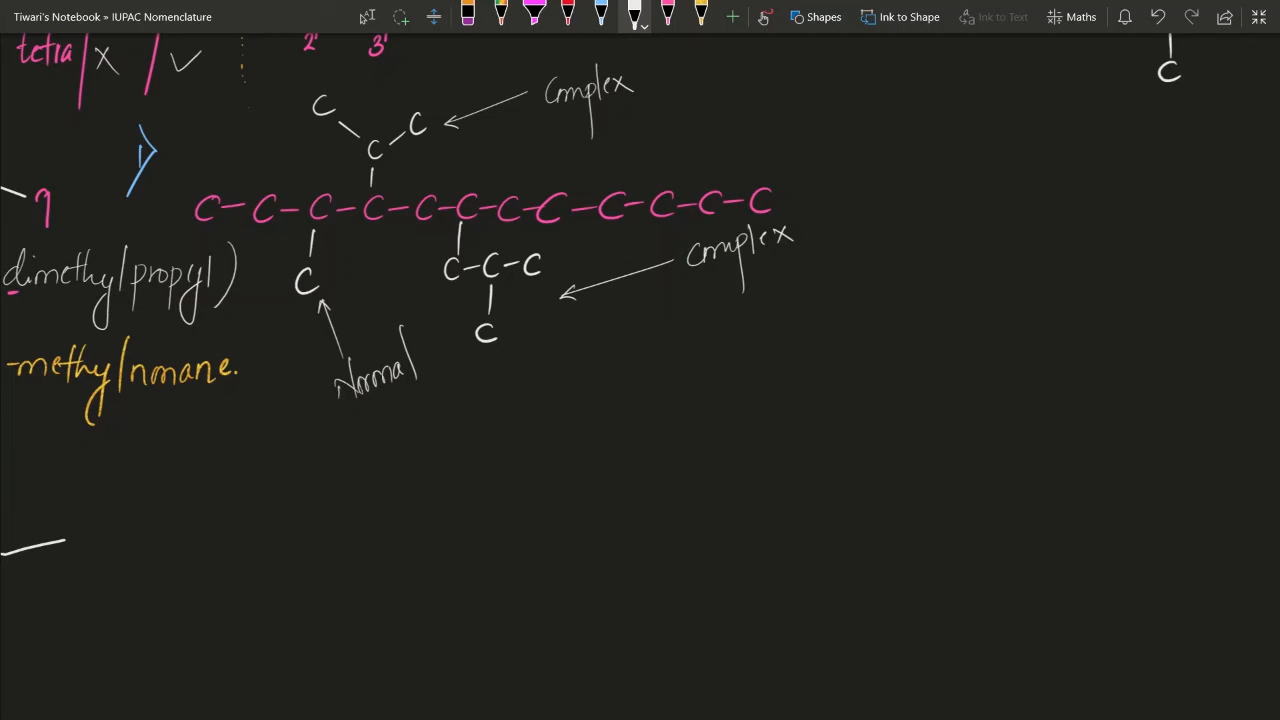 Tiwari's Notebook » IUPAC Nomenclature
Shapes Ink to Shape Ink to Text Maths
tetra/x /✓
2' 3'
C
C C Complex
C
C-C-C-C-C-C-C-C-C-C-C-C
C C-C-C Complex
C
Normal
dimethylpropyl)
-methylnonane.